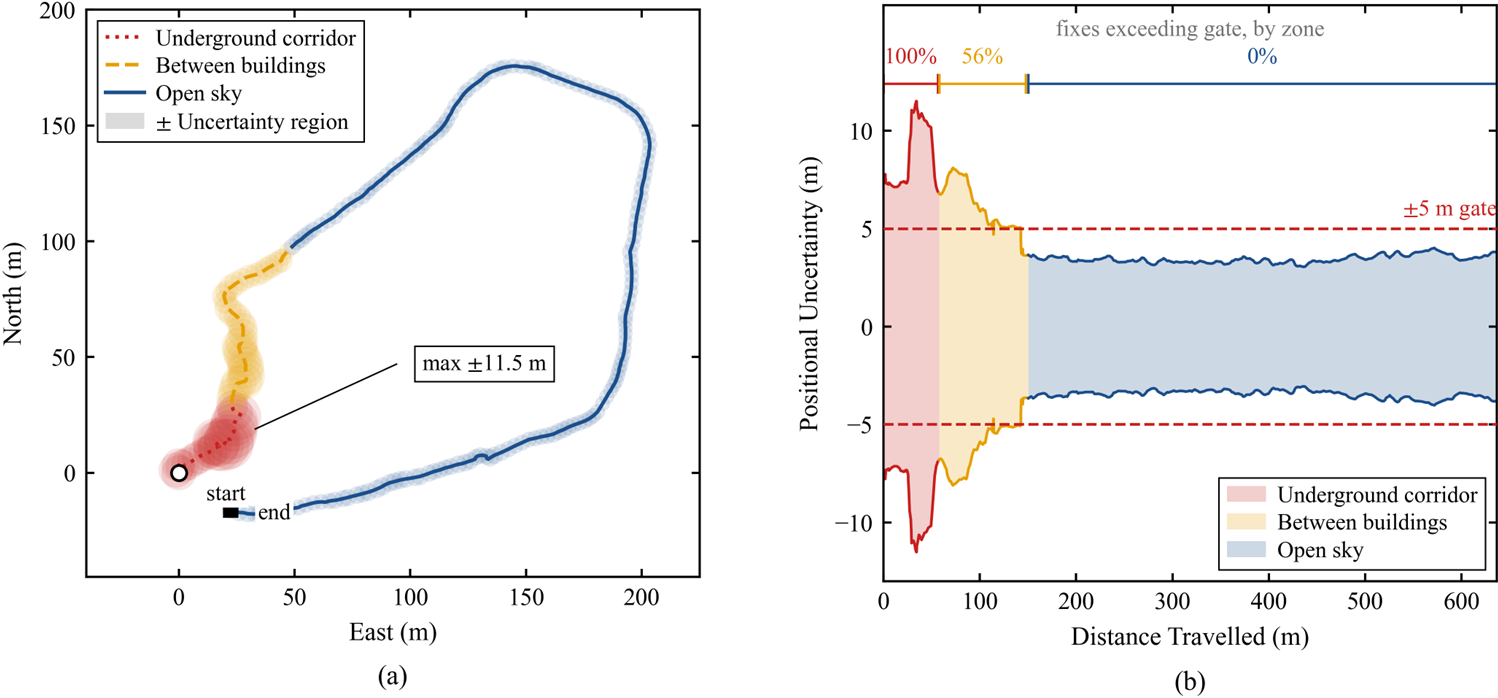 200
150
100
50
0
North (m)
Underground corridor
Between buildings
Open sky
± Uncertainty region
max ±11.5 m
start
end
0
50
100
150
200
East (m)
(a)
fixes exceeding gate, by zone
100%
56%
0%
10
5
0
−5
−10
Positional Uncertainty (m)
±5 m gate
Underground corridor
Between buildings
Open sky
0
100
200
300
400
500
600
Distance Travelled (m)
(b)